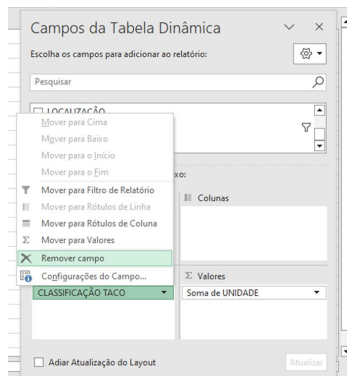 Campos da Tabela Dinâmica
Escolha os campos para adicionar ao relatório:
Pesquisar
LOCALIZAÇÃO
Mover para Cima
Mover para Baixo
Mover para o Início
Mover para o Fim
xo:
Mover para Filtro de Relatório
Mover para Rótulos de Linha
Colunas
Mover para Rótulos de Coluna
Mover para Valores
Remover campo
Configurações do Campo...
Σ Valores
CLASSIFICAÇÃO TACO
Soma de UNIDADE
Adiar Atualização do Layout
Atualizar